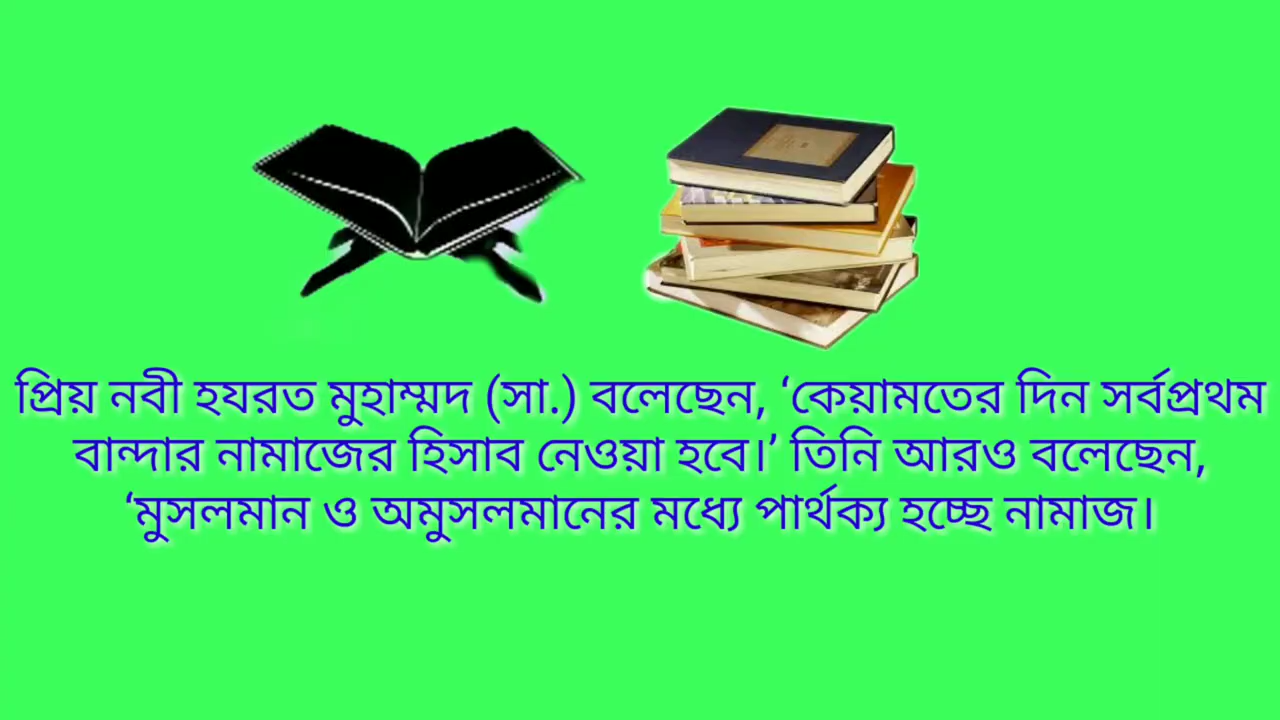 প্রিয় নবী হযরত মুহাম্মদ (সা.) বলেছেন, ‘কেয়ামতের দিন সর্বপ্রথম
বান্দার নামাজের হিসাব নেওয়া হবে।’ তিনি আরও বলেছেন,
‘মুসলমান ও অমুসলমানের মধ্যে পার্থক্য হচ্ছে নামাজ।